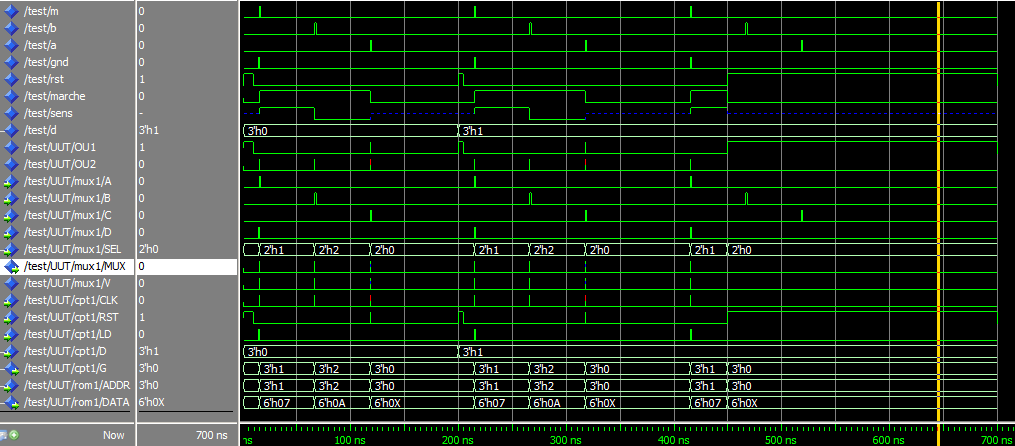 /test/m 0
/test/b 0
/test/a 0
/test/gnd 0
/test/rst 1
/test/marche 0
/test/sens -
/test/d 3'h1 3'h0 3'h1
/test/UUT/OU1 1
/test/UUT/OU2 0
/test/UUT/mux1/A 0
/test/UUT/mux1/B 0
/test/UUT/mux1/C 0
/test/UUT/mux1/D 0
/test/UUT/mux1/SEL 2'h0 2'h1 2'h2 2'h0 2'h1 2'h2 2'h0 2'h1 2'h0
/test/UUT/mux1/MUX 0
/test/UUT/mux1/V 0
/test/UUT/cpt1/CLK 0
/test/UUT/cpt1/RST 1
/test/UUT/cpt1/LD 0
/test/UUT/cpt1/D 3'h1 3'h0 3'h1
/test/UUT/cpt1/G 3'h0 3'h1 3'h2 3'h0 3'h1 3'h2 3'h0 3'h1 3'h0
/test/UUT/rom1/ADDR 3'h0 3'h1 3'h2 3'h0 3'h1 3'h2 3'h0 3'h1 3'h0
/test/UUT/rom1/DATA 6'h0X 6'h07 6'h0A 6'h0X 6'h07 6'h0A 6'h0X 6'h07 6'h0X
Now 700 ns ns 100 ns 200 ns 300 ns 400 ns 500 ns 600 ns 700 ns